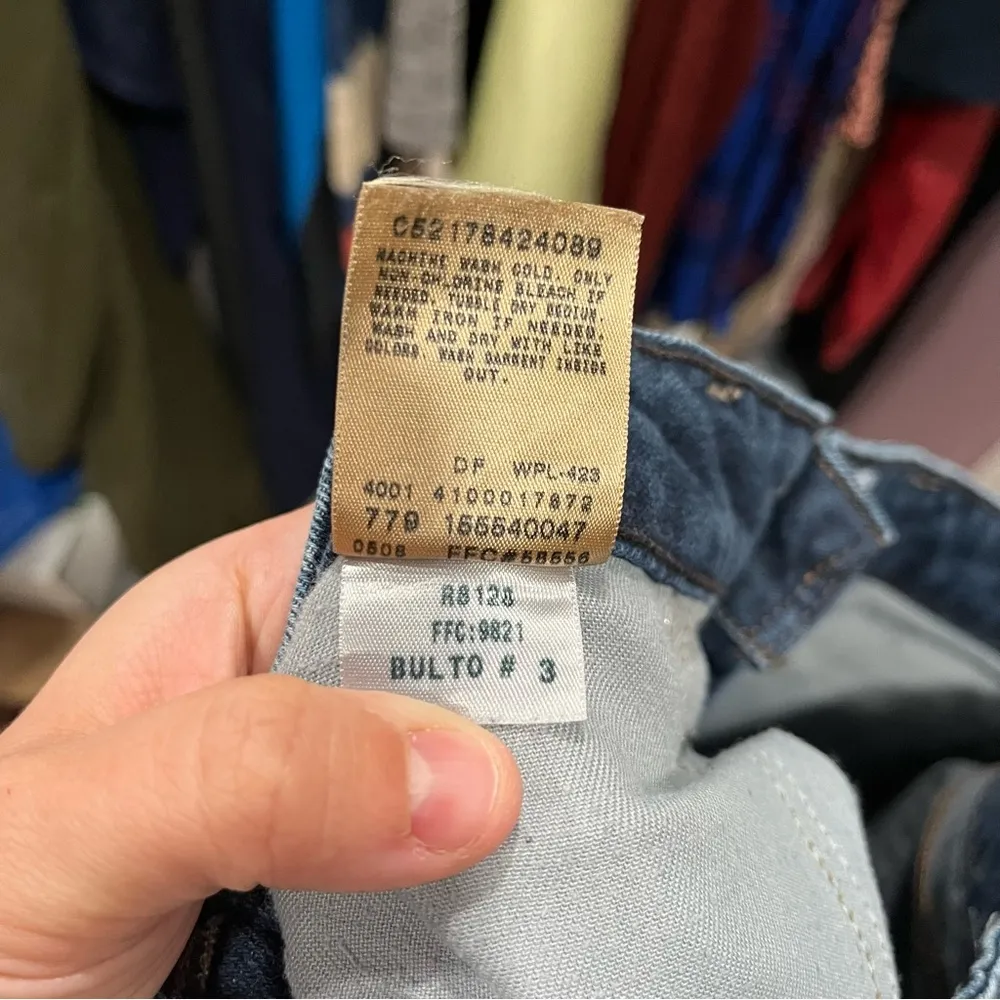 C52178424089
MACHINE WASH COLD. ONLY
NON-CHLORINE BLEACH IF
NEEDED. TUMBLE DRY MEDIUM
WARM IRON IF NEEDED.
WASH AND DRY WITH LIKE
COLORS. WASH GARMENT INSIDE
OUT.
DF WPL-423
4001 4100017872
779 155540047
0508 FFC#58556
R8128
FFC:9821
BULTO # 3